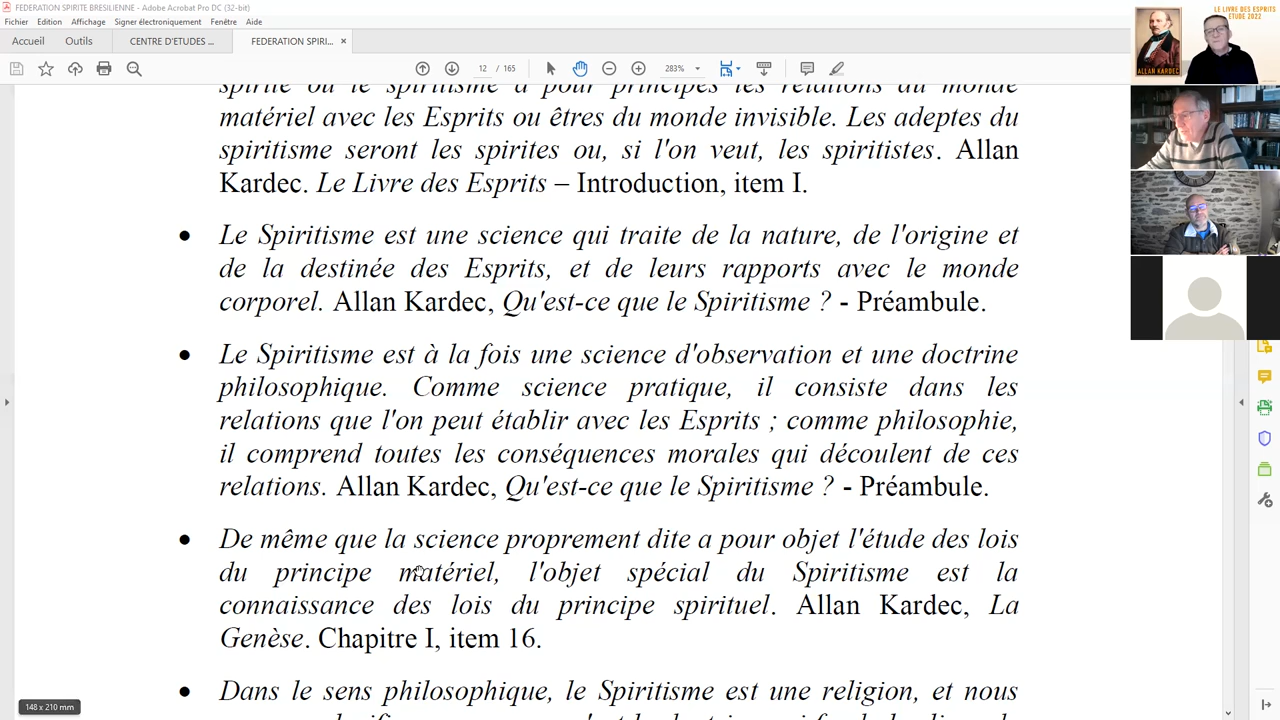 FEDERATION SPIRITE BRESILIENNE - Adobe Acrobat Pro DC (32-bit)
Fichier Edition Affichage Signer électroniquement Fenêtre Aide
Accueil Outils CENTRE D'ETUDES ... FEDERATION SPIRI... ×
12 / 165 283%
LE LIVRE DES ESPRITS
ETUDE 2022
ALLAN KARDEC
spirite ou le spiritisme a pour principes les relations du monde
matériel avec les Esprits ou êtres du monde invisible. Les adeptes du
spiritisme seront les spirites ou, si l'on veut, les spiritistes. Allan
Kardec. Le Livre des Esprits – Introduction, item I.
• Le Spiritisme est une science qui traite de la nature, de l'origine et
de la destinée des Esprits, et de leurs rapports avec le monde
corporel. Allan Kardec, Qu'est-ce que le Spiritisme ? - Préambule.
• Le Spiritisme est à la fois une science d'observation et une doctrine
philosophique. Comme science pratique, il consiste dans les
relations que l'on peut établir avec les Esprits ; comme philosophie,
il comprend toutes les conséquences morales qui découlent de ces
relations. Allan Kardec, Qu'est-ce que le Spiritisme ? - Préambule.
• De même que la science proprement dite a pour objet l'étude des lois
du principe matériel, l'objet spécial du Spiritisme est la
connaissance des lois du principe spirituel. Allan Kardec, La
Genèse. Chapitre I, item 16.
• Dans le sens philosophique, le Spiritisme est une religion, et nous
148 x 210 mm